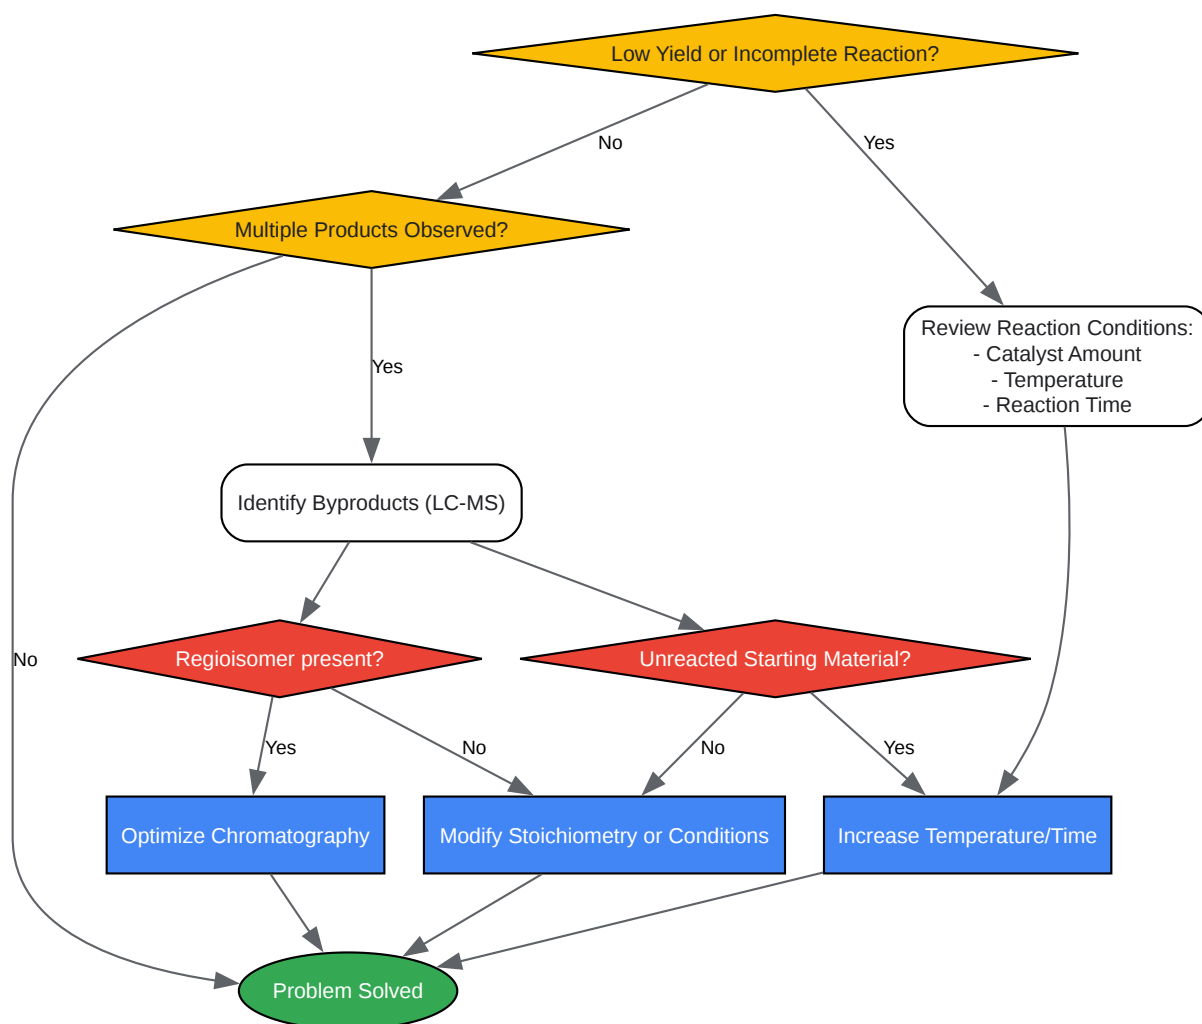 Low Yield or Incomplete Reaction?
No
Yes
Multiple Products Observed?
Review Reaction Conditions:
- Catalyst Amount
- Temperature
- Reaction Time
Yes
Identify Byproducts (LC-MS)
No
Regioisomer present?
Unreacted Starting Material?
Yes
No
No
Yes
Optimize Chromatography
Modify Stoichiometry or Conditions
Increase Temperature/Time
Problem Solved